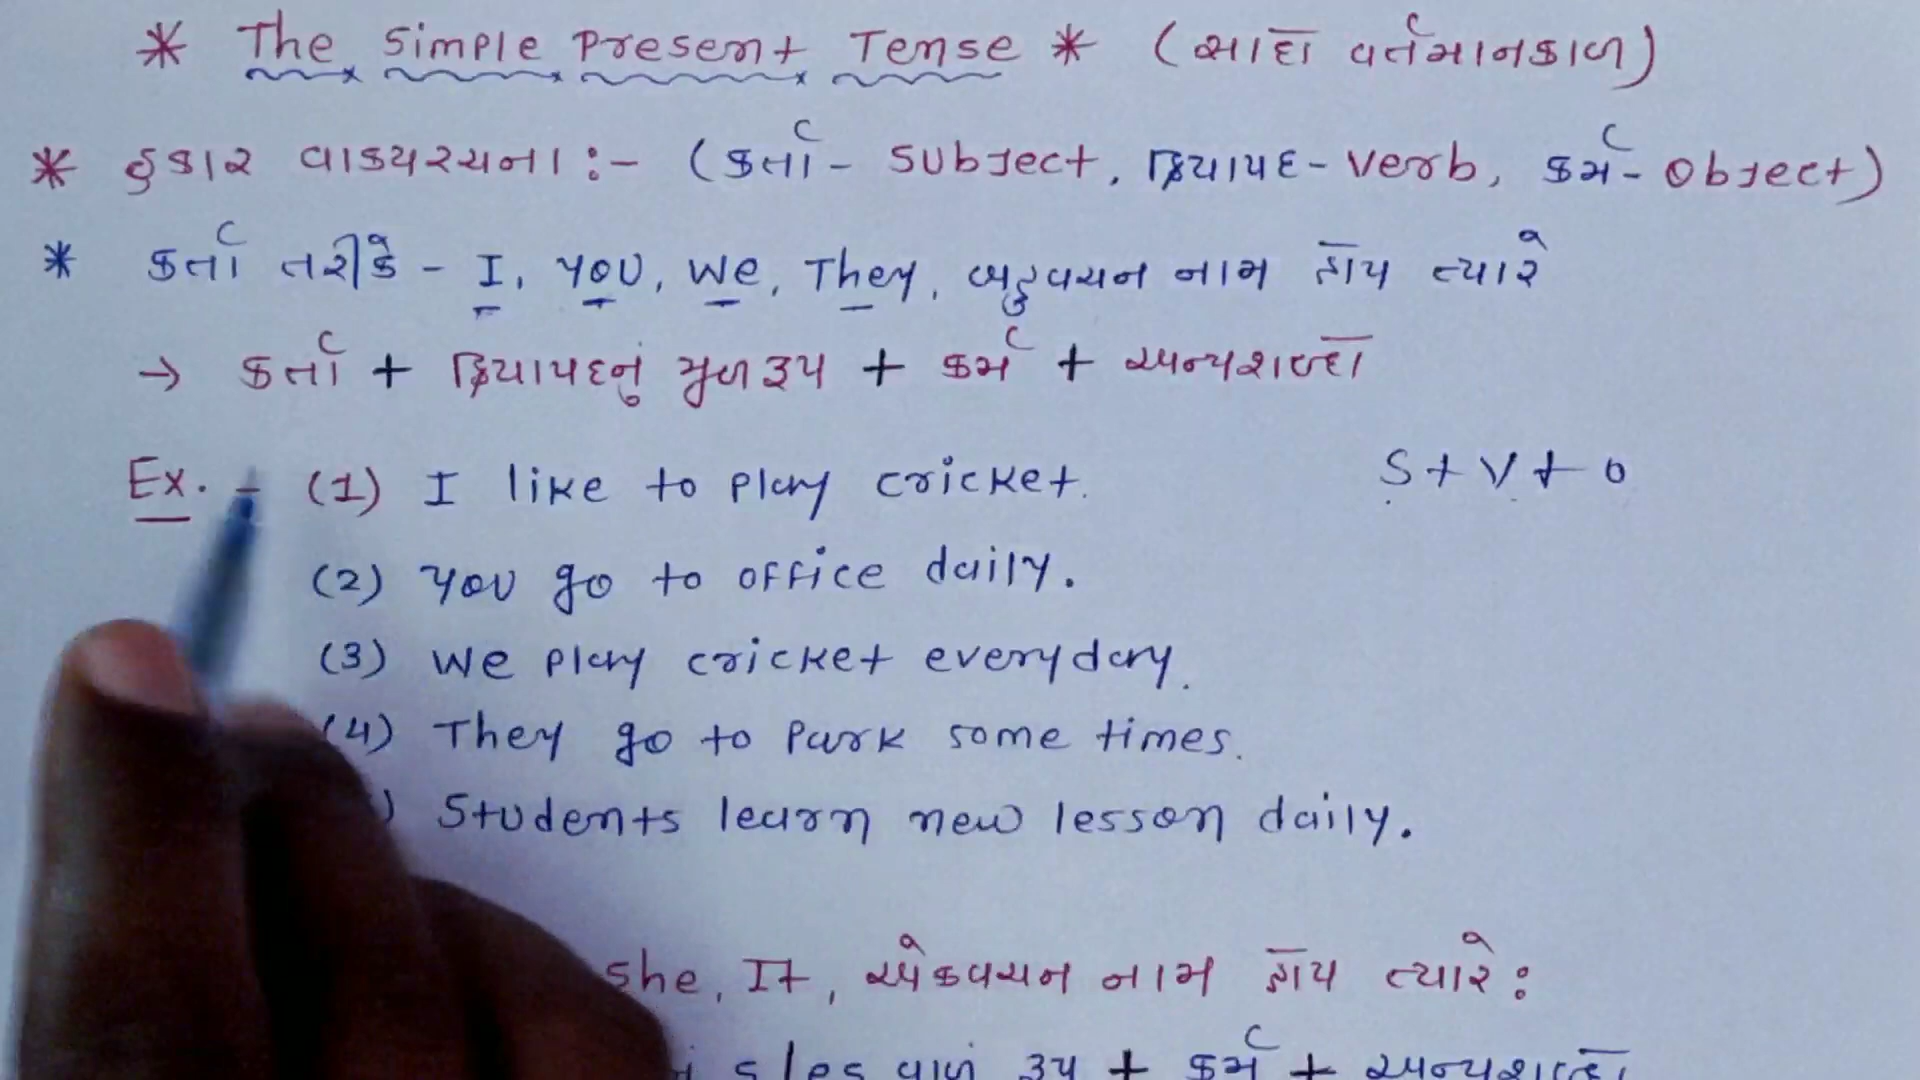 * The Simple Present Tense * (સાદો વર્તમાનકાળ)
* હકાર વાક્યરચના :- (કર્તા - Subject, ક્રિયાપદ - Verb, કર્મ - Object)
* કર્તા તરીકે - I, You, We, They, બહુવચન નામ હોય ત્યારે
→ કર્તા + ક્રિયાપદનું મુળરૂપ + કર્મ + અન્યશબ્દો
Ex. - (1) I like to play cricket.
S + V + O
(2) You go to office daily.
(3) We play cricket everyday.
(4) They go to park some times.
) Students learn new lesson daily.
She, It, એકવચન નામ હોય ત્યારે :
s/es વાળું રૂપ + કર્મ + અન્યશબ્દો